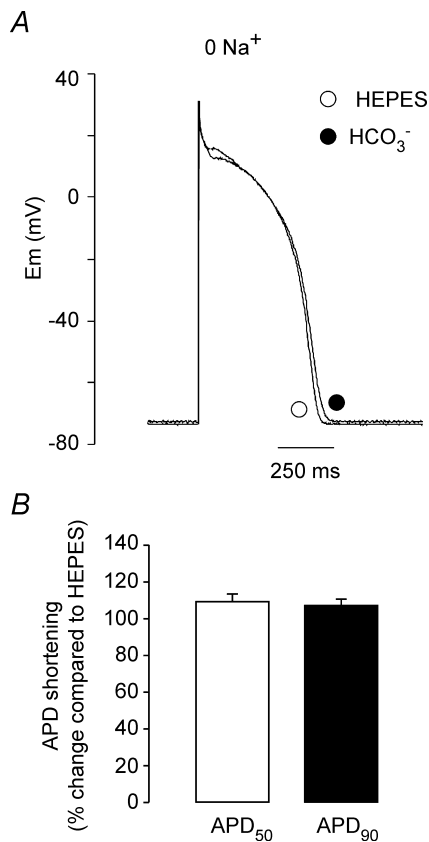 A
0 Na⁺
40
0
-40
-80
Em (mV)
HEPES
HCO₃⁻
250 ms
B
APD shortening
(% change compared to HEPES)
140
120
100
80
60
40
20
0
APD₅₀
APD₉₀